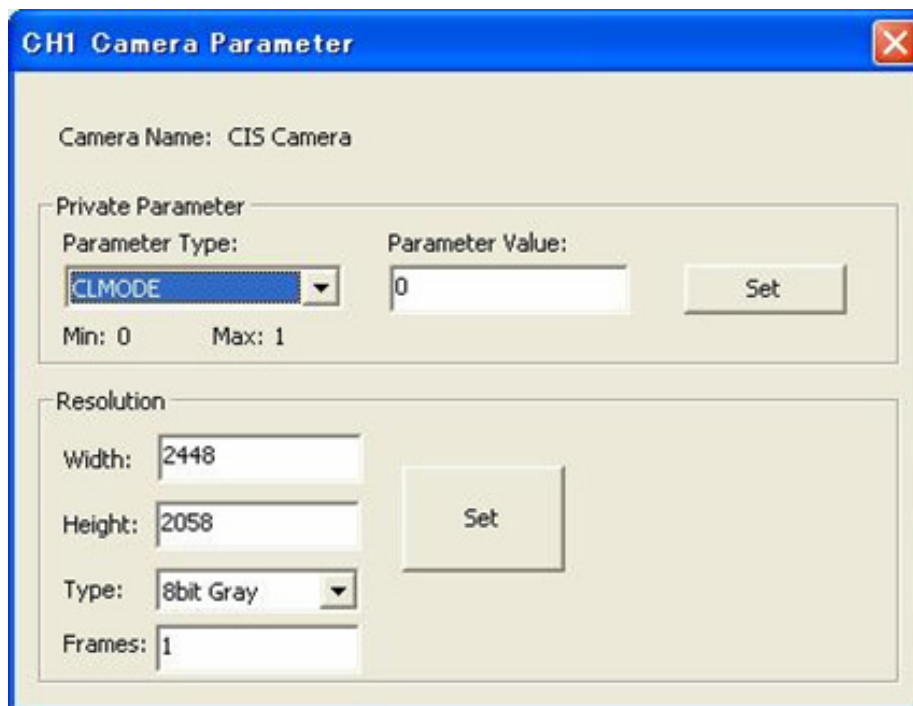 CH1 Camera Parameter
Camera Name: CIS Camera
Private Parameter
Parameter Type: Parameter Value:
CLMODE 0 Set
Min: 0 Max: 1
Resolution
Width: 2448
Height: 2058
Set
Type: 8bit Gray
Frames: 1